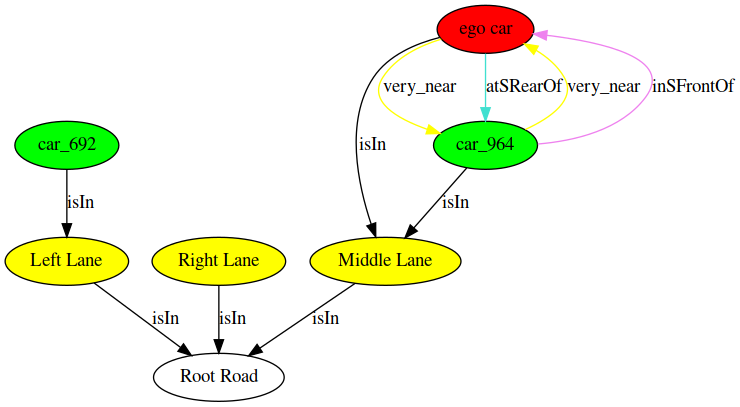 ego car
very_near
atSRearOf
very_near
inSFrontOf
car_692
isIn
car_964
isIn
isIn
Left Lane
Right Lane
Middle Lane
isIn
isIn
isIn
Root Road